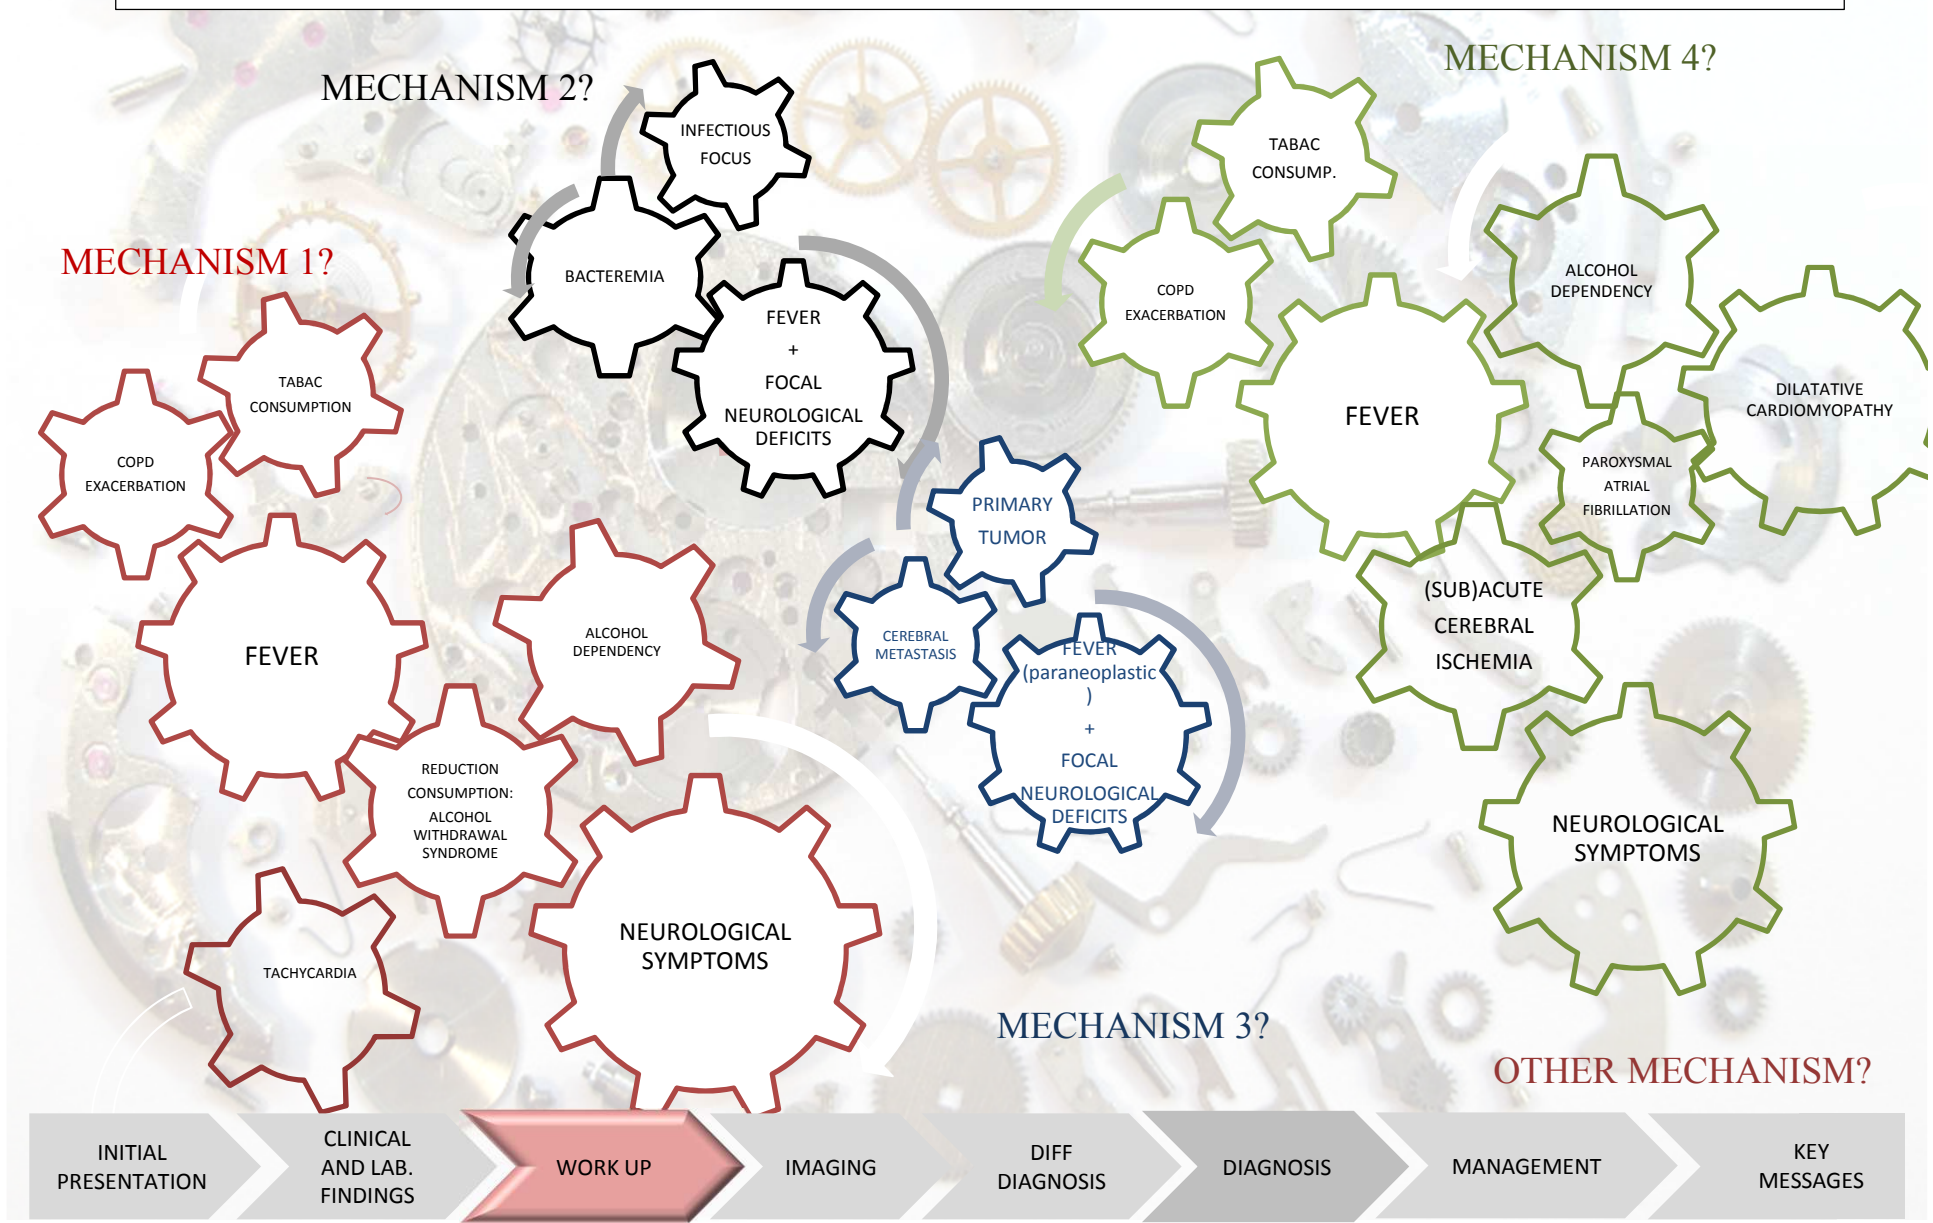 MECHANISM 1?
TABAC
CONSUMPTION
COPD
EXACERBATION
FEVER
ALCOHOL
DEPENDENCY
REDUCTION
CONSUMPTION:
ALCOHOL
WITHDRAWAL
SYNDROME
TACHYCARDIA
NEUROLOGICAL
SYMPTOMS
MECHANISM 2?
INFECTIOUS
FOCUS
BACTEREMIA
FEVER
+
FOCAL
NEUROLOGICAL
DEFICITS
PRIMARY
TUMOR
CEREBRAL
METASTASIS
FEVER
(paraneoplastic
)
+
FOCAL
NEUROLOGICAL
DEFICITS
MECHANISM 3?
MECHANISM 4?
TABAC
CONSUMP.
COPD
EXACERBATION
FEVER
ALCOHOL
DEPENDENCY
DILATATIVE
CARDIOMYOPATHY
PAROXYSMAL
ATRIAL
FIBRILLATION
(SUB)ACUTE
CEREBRAL
ISCHEMIA
NEUROLOGICAL
SYMPTOMS
OTHER MECHANISM?
INITIAL
PRESENTATION
CLINICAL
AND LAB.
FINDINGS
WORK UP
IMAGING
DIFF
DIAGNOSIS
DIAGNOSIS
MANAGEMENT
KEY
MESSAGES